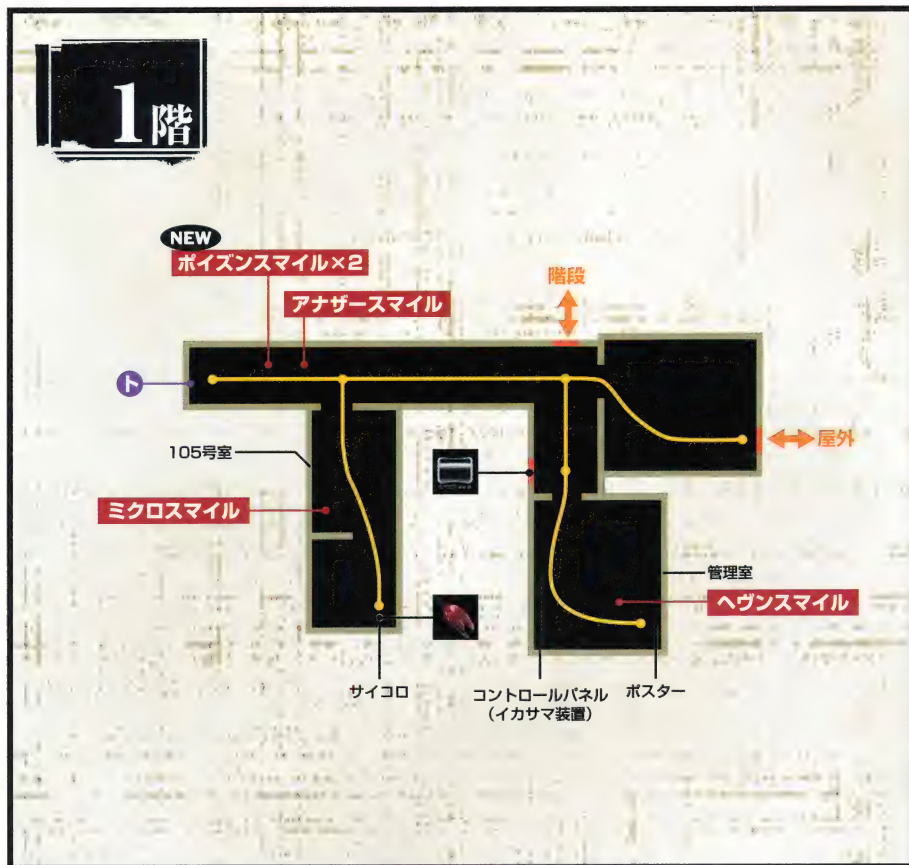 1階
NEW
ポイズンスマイル×2
アナザースマイル
階段
ト
屋外
105号室
ミクロスマイル
管理室
ヘヴンスマイル
サイコロ
コントロールパネル
（イカサマ装置）
ポスター